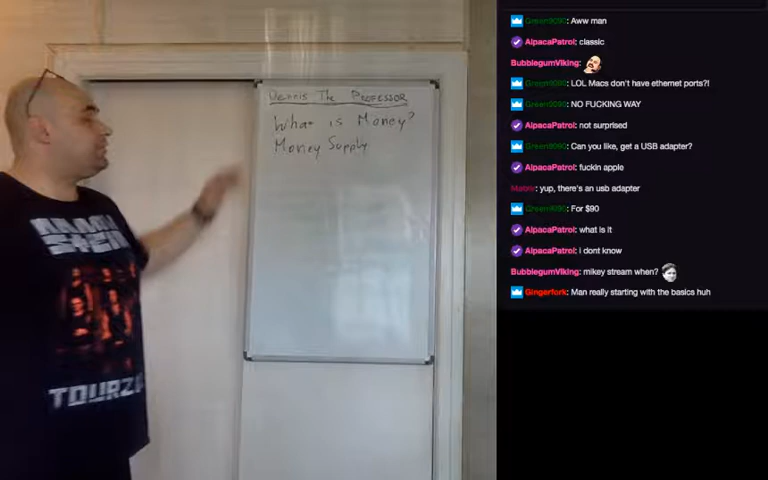 Dennis The PROFESSOR
What is Money?
Money Supply
RAMM
STEIN
TOUR
Green9090: Aww man
AlpacaPatrol: classic
BubblegumViking:
Green9090: LOL Macs don't have ethernet ports?!
Green9090: NO FUCKING WAY
AlpacaPatrol: not surprised
Green9090: Can you like, get a USB adapter?
AlpacaPatrol: fuckin apple
Matrix: yup, there's an usb adapter
Green9090: For $90
AlpacaPatrol: what is it
AlpacaPatrol: i dont know
BubblegumViking: mikey stream when?
Gingerfork: Man really starting with the basics huh